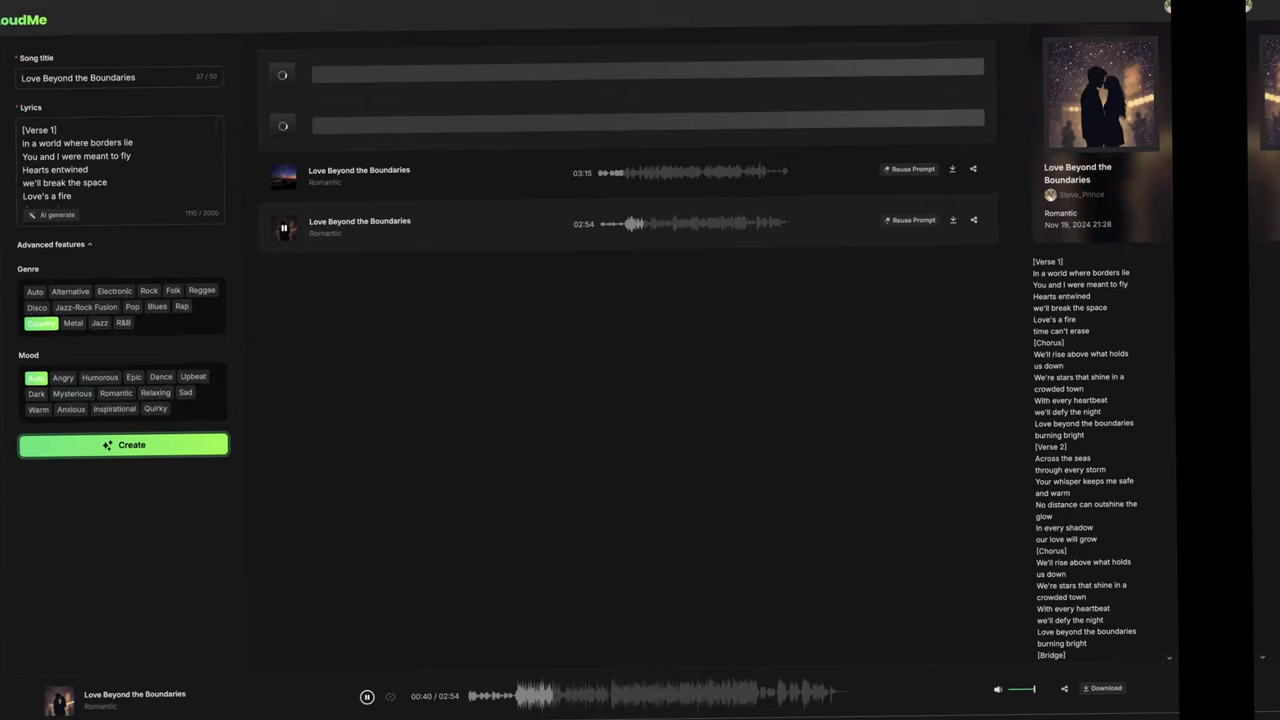 oudMe
* Song title
Love Beyond the Boundaries
27 / 50
* Lyrics
[Verse 1]
In a world where borders lie
You and I were meant to fly
Hearts entwined
we'll break the space
Love's a fire
AI generate
1110 / 2000
Advanced features
Genre
Auto Alternative Electronic Rock Folk Reggae
Disco Jazz-Rock Fusion Pop Blues Rap
Country Metal Jazz R&B
Mood
Auto Angry Humorous Epic Dance Upbeat
Dark Mysterious Romantic Relaxing Sad
Warm Anxious Inspirational Quirky
Create
Love Beyond the Boundaries
Romantic
03:15
Reuse Prompt
Love Beyond the Boundaries
Romantic
02:54
Reuse Prompt
Love Beyond the
Boundaries
Steve_Prince
Romantic
Nov 19, 2024 21:28
[Verse 1]
In a world where borders lie
You and I were meant to fly
Hearts entwined
we'll break the space
Love's a fire
time can't erase
[Chorus]
We'll rise above what holds
us down
We're stars that shine in a
crowded town
With every heartbeat
we'll defy the night
Love beyond the boundaries
burning bright
[Verse 2]
Across the seas
through every storm
Your whisper keeps me safe
and warm
No distance can outshine the
glow
In every shadow
our love will grow
[Chorus]
We'll rise above what holds
us down
We're stars that shine in a
crowded town
With every heartbeat
we'll defy the night
Love beyond the boundaries
burning bright
[Bridge]
Love Beyond the Boundaries
Romantic
00:40 / 02:54
Download